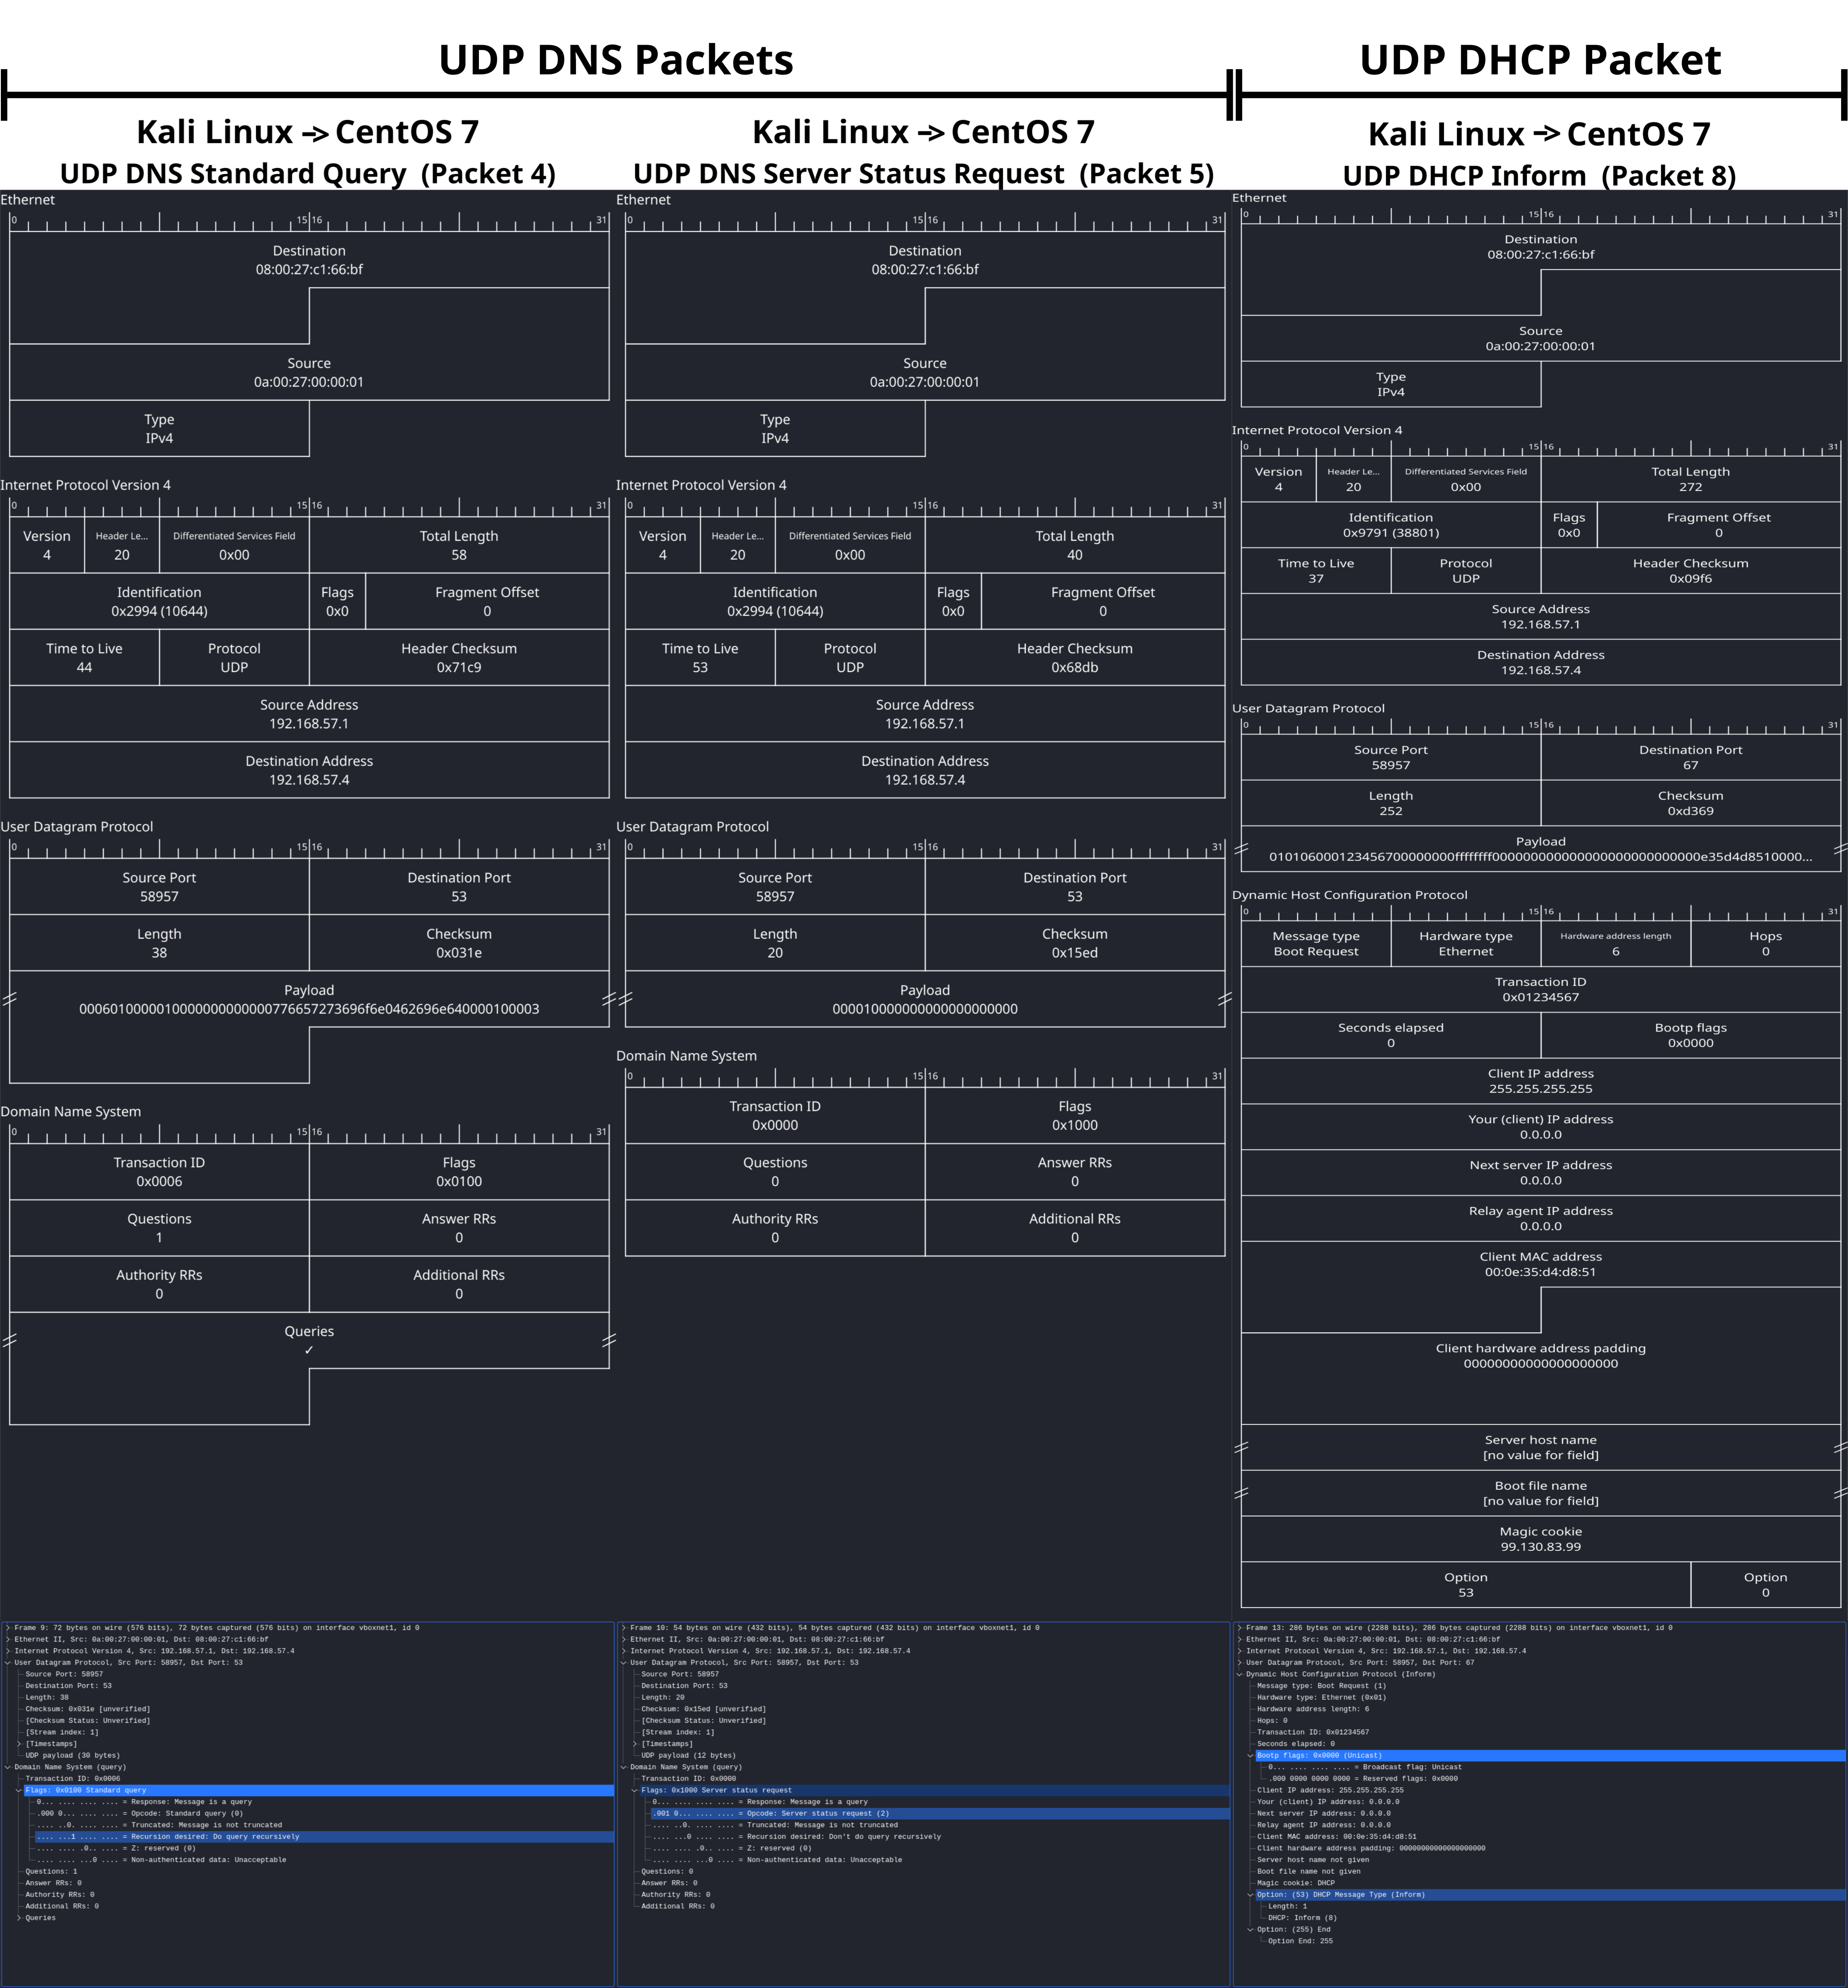 UDP DNS Packets
UDP DHCP Packet
Kali Linux -> CentOS 7
UDP DNS Standard Query (Packet 4)
Ethernet
0 15 16 31
Destination
08:00:27:c1:66:bf
Source
0a:00:27:00:00:01
Type
IPv4
Internet Protocol Version 4
0 15 16 31
Version Header Le... Differentiated Services Field Total Length
4 20 0x00 58
Identification Flags Fragment Offset
0x2994 (10644) 0x0 0
Time to Live Protocol Header Checksum
44 UDP 0x71c9
Source Address
192.168.57.1
Destination Address
192.168.57.4
User Datagram Protocol
0 15 16 31
Source Port Destination Port
58957 53
Length Checksum
38 0x031e
Payload
000601000001000000000000776657273696f6e0462696e640000100003
Domain Name System
0 15 16 31
Transaction ID Flags
0x0006 0x0100
Questions Answer RRs
1 0
Authority RRs Additional RRs
0 0
Queries
✓
Frame 9: 72 bytes on wire (576 bits), 72 bytes captured (576 bits) on interface vboxnet1, id 0
Ethernet II, Src: 0a:00:27:00:00:01, Dst: 08:00:27:c1:66:bf
Internet Protocol Version 4, Src: 192.168.57.1, Dst: 192.168.57.4
User Datagram Protocol, Src Port: 58957, Dst Port: 53
Source Port: 58957
Destination Port: 53
Length: 38
Checksum: 0x031e [unverified]
[Checksum Status: Unverified]
[Stream index: 1]
[Timestamps]
UDP payload (30 bytes)
Domain Name System (query)
Transaction ID: 0x0006
Flags: 0x0100 Standard query
0... .... .... .... = Response: Message is a query
.000 0... .... .... = Opcode: Standard query (0)
.... ..0. .... .... = Truncated: Message is not truncated
.... ...1 .... .... = Recursion desired: Do query recursively
.... .... .0.. .... = Z: reserved (0)
.... .... ...0 .... = Non-authenticated data: Unacceptable
Questions: 1
Answer RRs: 0
Authority RRs: 0
Additional RRs: 0
Queries
Kali Linux -> CentOS 7
UDP DNS Server Status Request (Packet 5)
Ethernet
0 15 16 31
Destination
08:00:27:c1:66:bf
Source
0a:00:27:00:00:01
Type
IPv4
Internet Protocol Version 4
0 15 16 31
Version Header Le... Differentiated Services Field Total Length
4 20 0x00 40
Identification Flags Fragment Offset
0x2994 (10644) 0x0 0
Time to Live Protocol Header Checksum
53 UDP 0x68db
Source Address
192.168.57.1
Destination Address
192.168.57.4
User Datagram Protocol
0 15 16 31
Source Port Destination Port
58957 53
Length Checksum
20 0x15ed
Payload
000010000000000000000000
Domain Name System
0 15 16 31
Transaction ID Flags
0x0000 0x1000
Questions Answer RRs
0 0
Authority RRs Additional RRs
0 0
Frame 10: 54 bytes on wire (432 bits), 54 bytes captured (432 bits) on interface vboxnet1, id 0
Ethernet II, Src: 0a:00:27:00:00:01, Dst: 08:00:27:c1:66:bf
Internet Protocol Version 4, Src: 192.168.57.1, Dst: 192.168.57.4
User Datagram Protocol, Src Port: 58957, Dst Port: 53
Source Port: 58957
Destination Port: 53
Length: 20
Checksum: 0x15ed [unverified]
[Checksum Status: Unverified]
[Stream index: 1]
[Timestamps]
UDP payload (12 bytes)
Domain Name System (query)
Transaction ID: 0x0000
Flags: 0x1000 Server status request
0... .... .... .... = Response: Message is a query
.001 0... .... .... = Opcode: Server status request (2)
.... ..0. .... .... = Truncated: Message is not truncated
.... ...0 .... .... = Recursion desired: Don't do query recursively
.... .... .0.. .... = Z: reserved (0)
.... .... ...0 .... = Non-authenticated data: Unacceptable
Questions: 0
Answer RRs: 0
Authority RRs: 0
Additional RRs: 0
Kali Linux -> CentOS 7
UDP DHCP Inform (Packet 8)
Ethernet
0 15 16 31
Destination
08:00:27:c1:66:bf
Source
0a:00:27:00:00:01
Type
IPv4
Internet Protocol Version 4
0 15 16 31
Version Header Le... Differentiated Services Field Total Length
4 20 0x00 272
Identification Flags Fragment Offset
0x9791 (38801) 0x0 0
Time to Live Protocol Header Checksum
37 UDP 0x09f6
Source Address
192.168.57.1
Destination Address
192.168.57.4
User Datagram Protocol
0 15 16 31
Source Port Destination Port
58957 67
Length Checksum
252 0xd369
Payload
010106000123456700000000ffffffff000000000000000000000000000e35d4d8510000...
Dynamic Host Configuration Protocol
0 15 16 31
Message type Hardware type Hardware address length Hops
Boot Request Ethernet 6 0
Transaction ID
0x01234567
Seconds elapsed Bootp flags
0 0x0000
Client IP address
255.255.255.255
Your (client) IP address
0.0.0.0
Next server IP address
0.0.0.0
Relay agent IP address
0.0.0.0
Client MAC address
00:0e:35:d4:d8:51
Client hardware address padding
00000000000000000000
Server host name
[no value for field]
Boot file name
[no value for field]
Magic cookie
99.130.83.99
Option Option
53 0
Frame 13: 286 bytes on wire (2288 bits), 286 bytes captured (2288 bits) on interface vboxnet1, id 0
Ethernet II, Src: 0a:00:27:00:00:01, Dst: 08:00:27:c1:66:bf
Internet Protocol Version 4, Src: 192.168.57.1, Dst: 192.168.57.4
User Datagram Protocol, Src Port: 58957, Dst Port: 67
Dynamic Host Configuration Protocol (Inform)
Message type: Boot Request (1)
Hardware type: Ethernet (0x01)
Hardware address length: 6
Hops: 0
Transaction ID: 0x01234567
Seconds elapsed: 0
Bootp flags: 0x0000 (Unicast)
0... .... .... .... = Broadcast flag: Unicast
.000 0000 0000 0000 = Reserved flags: 0x0000
Client IP address: 255.255.255.255
Your (client) IP address: 0.0.0.0
Next server IP address: 0.0.0.0
Relay agent IP address: 0.0.0.0
Client MAC address: 00:0e:35:d4:d8:51
Client hardware address padding: 00000000000000000000
Server host name not given
Boot file name not given
Magic cookie: DHCP
Option: (53) DHCP Message Type (Inform)
Length: 1
DHCP: Inform (8)
Option: (255) End
Option End: 255